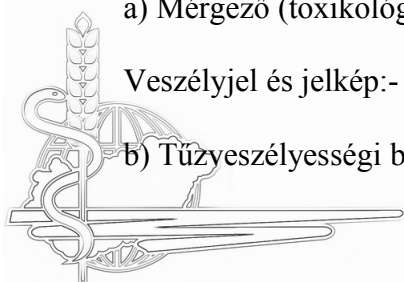 a) Mérgező (toxikológ
Veszélyjel és jelkép:-
b) Tűzveszélyességi b